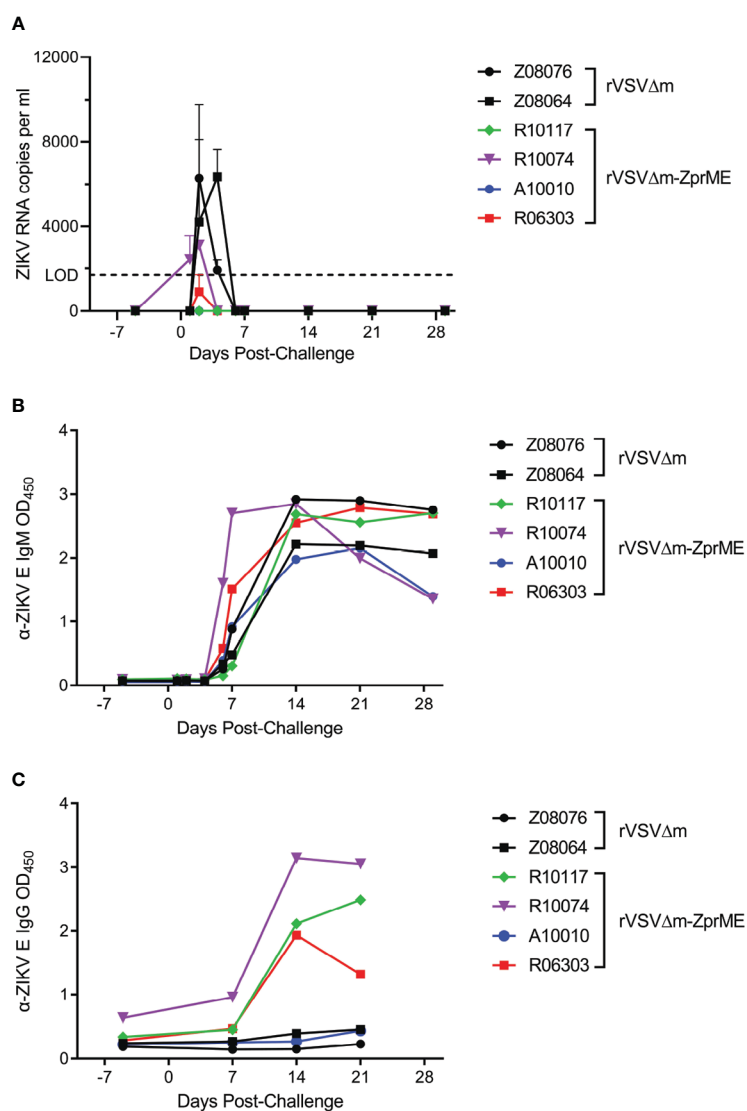 A
ZIKV RNA copies per ml
12000
8000
4000
LOD
0
-7 0 7 14 21 28
Days Post-Challenge
Z08076
Z08064
rVSVΔm
R10117
R10074
A10010
R06303
rVSVΔm-ZprME
B
α-ZIKV E IgM OD450
4
3
2
1
0
-7 0 7 14 21 28
Days Post-Challenge
Z08076
Z08064
rVSVΔm
R10117
R10074
A10010
R06303
rVSVΔm-ZprME
C
α-ZIKV E IgG OD450
4
3
2
1
0
-7 0 7 14 21 28
Days Post-Challenge
Z08076
Z08064
rVSVΔm
R10117
R10074
A10010
R06303
rVSVΔm-ZprME